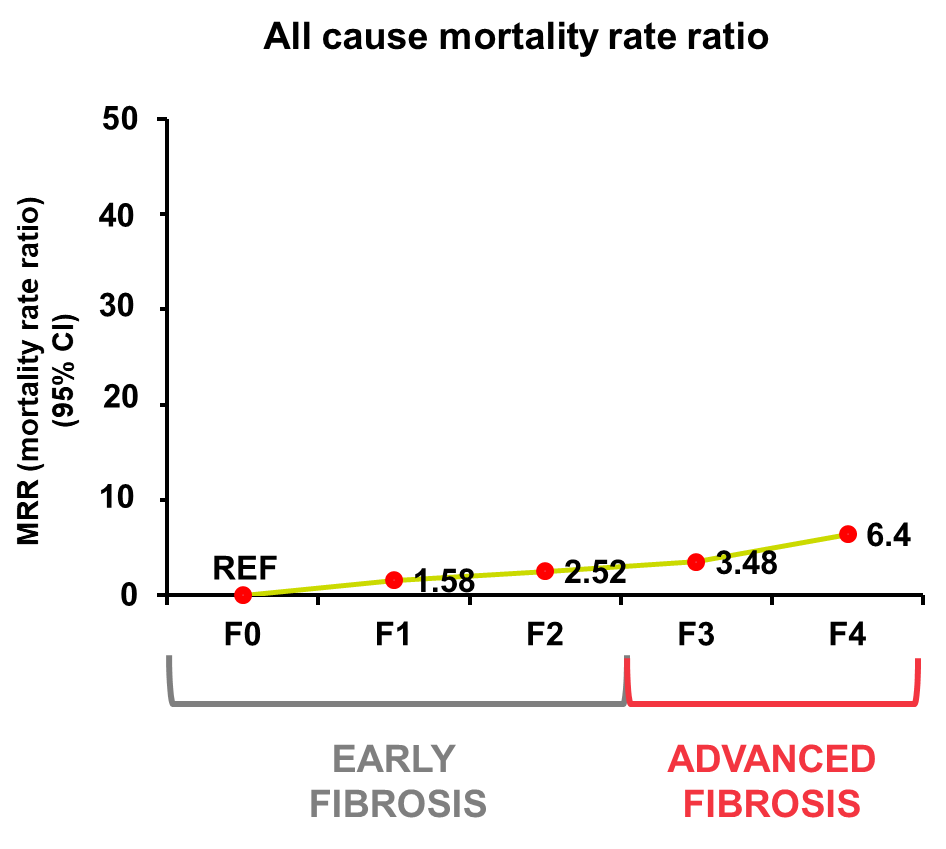 All cause mortality rate ratio
MRR (mortality rate ratio)
(95% CI)
50
40
30
20
10
0
REF
1.58
2.52
3.48
6.4
F0
F1
F2
F3
F4
EARLY
FIBROSIS
ADVANCED
FIBROSIS